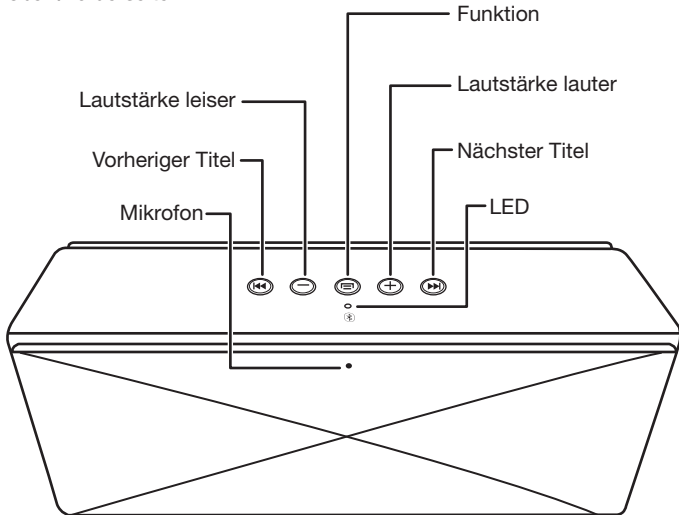 Funktion
Lautstärke lauter
Lautstärke leiser
Nächster Titel
Vorheriger Titel
LED
Mikrofon